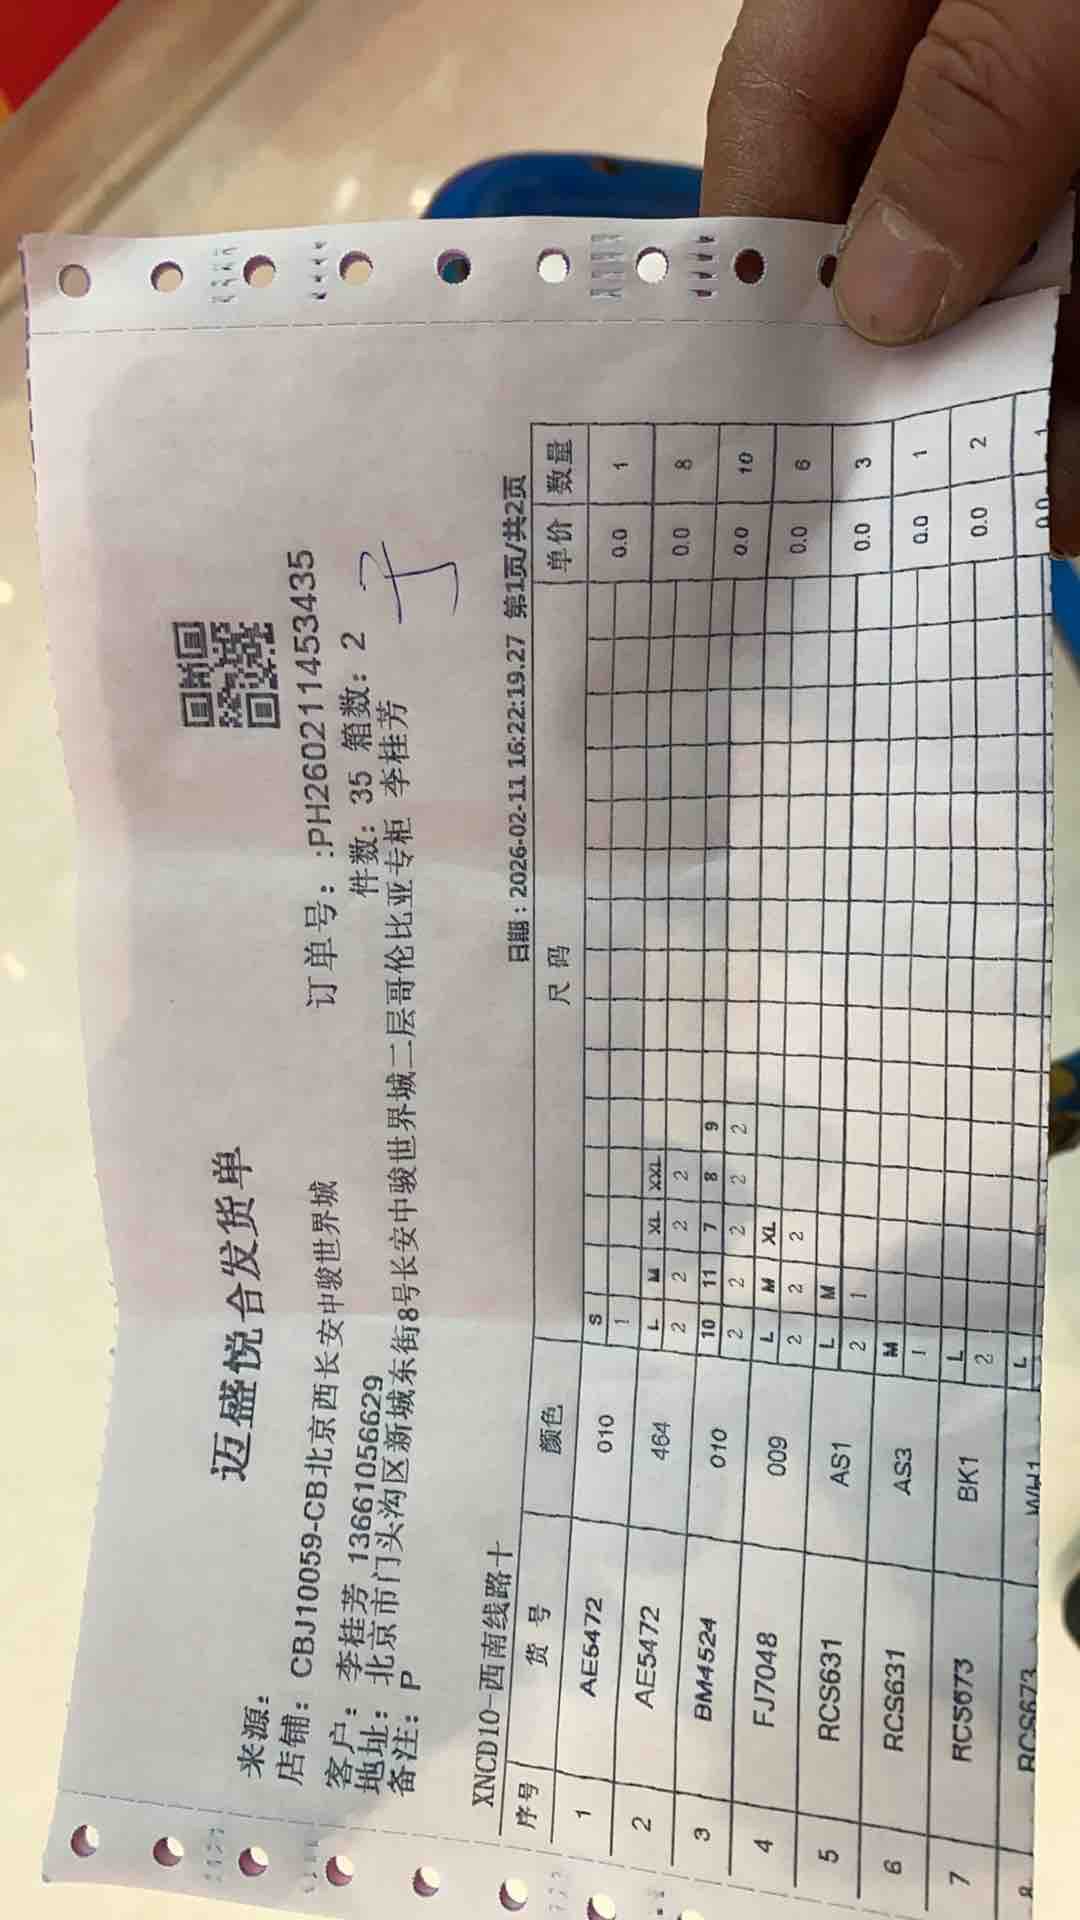 迈盛悦合发货单
来源:
店铺: CBJ10059-CB北京西长安中骏世界城
订单号: :PH2602114534 35
客户: 李桂芳 13661056629
件数: 35 箱数: 2
地址: 北京市门头沟区新城东街8号长安中骏世界城二层哥伦比亚专柜 李桂芳
备注: P
XNCD10-西南线路十
日期: 2026-02-11 16:22:19.27 第1页/共2页
序号 货号 颜色 尺码 单价 数量
S
1 AE5472 010 1 0.0 1
L M XL XXL
2 AE5472 464 2 2 2 2 0.0 8
10 11 7 8 9
3 BM4524 010 2 2 2 2 2 0.0 10
L M XL
4 FJ7048 009 2 2 2 0.0 6
L M
5 RCS631 AS1 2 1 0.0 3
M
6 RCS631 AS3 1 0.0 1
L
7 RCS673 BK1 2 0.0 2
L
8 RCS673 WH1 0.0 1